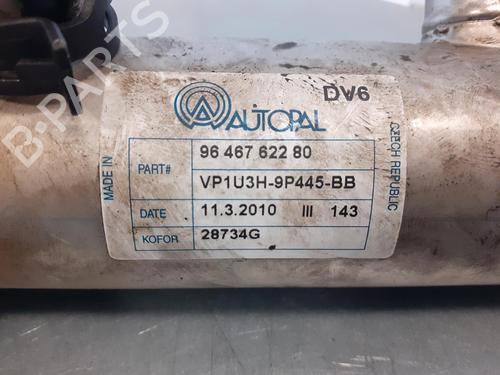 DV6
AUTOPAL
MADE IN
CZECH REPUBLIC
96 467 622 80
PART#
VP1U3H-9P445-BB
DATE 11.3.2010 III 143
KOFOR 28734G
B-PARTS